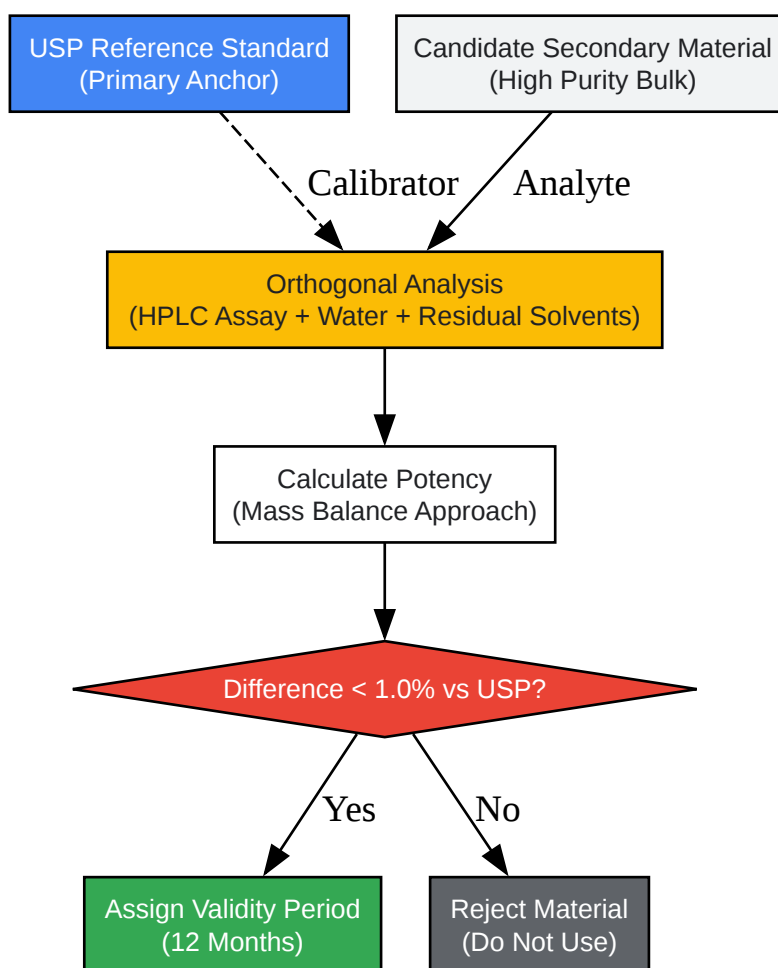 USP Reference Standard
(Primary Anchor)
Candidate Secondary Material
(High Purity Bulk)
Calibrator
Analyte
Orthogonal Analysis
(HPLC Assay + Water + Residual Solvents)
Calculate Potency
(Mass Balance Approach)
Difference < 1.0% vs USP?
Yes
No
Assign Validity Period
(12 Months)
Reject Material
(Do Not Use)